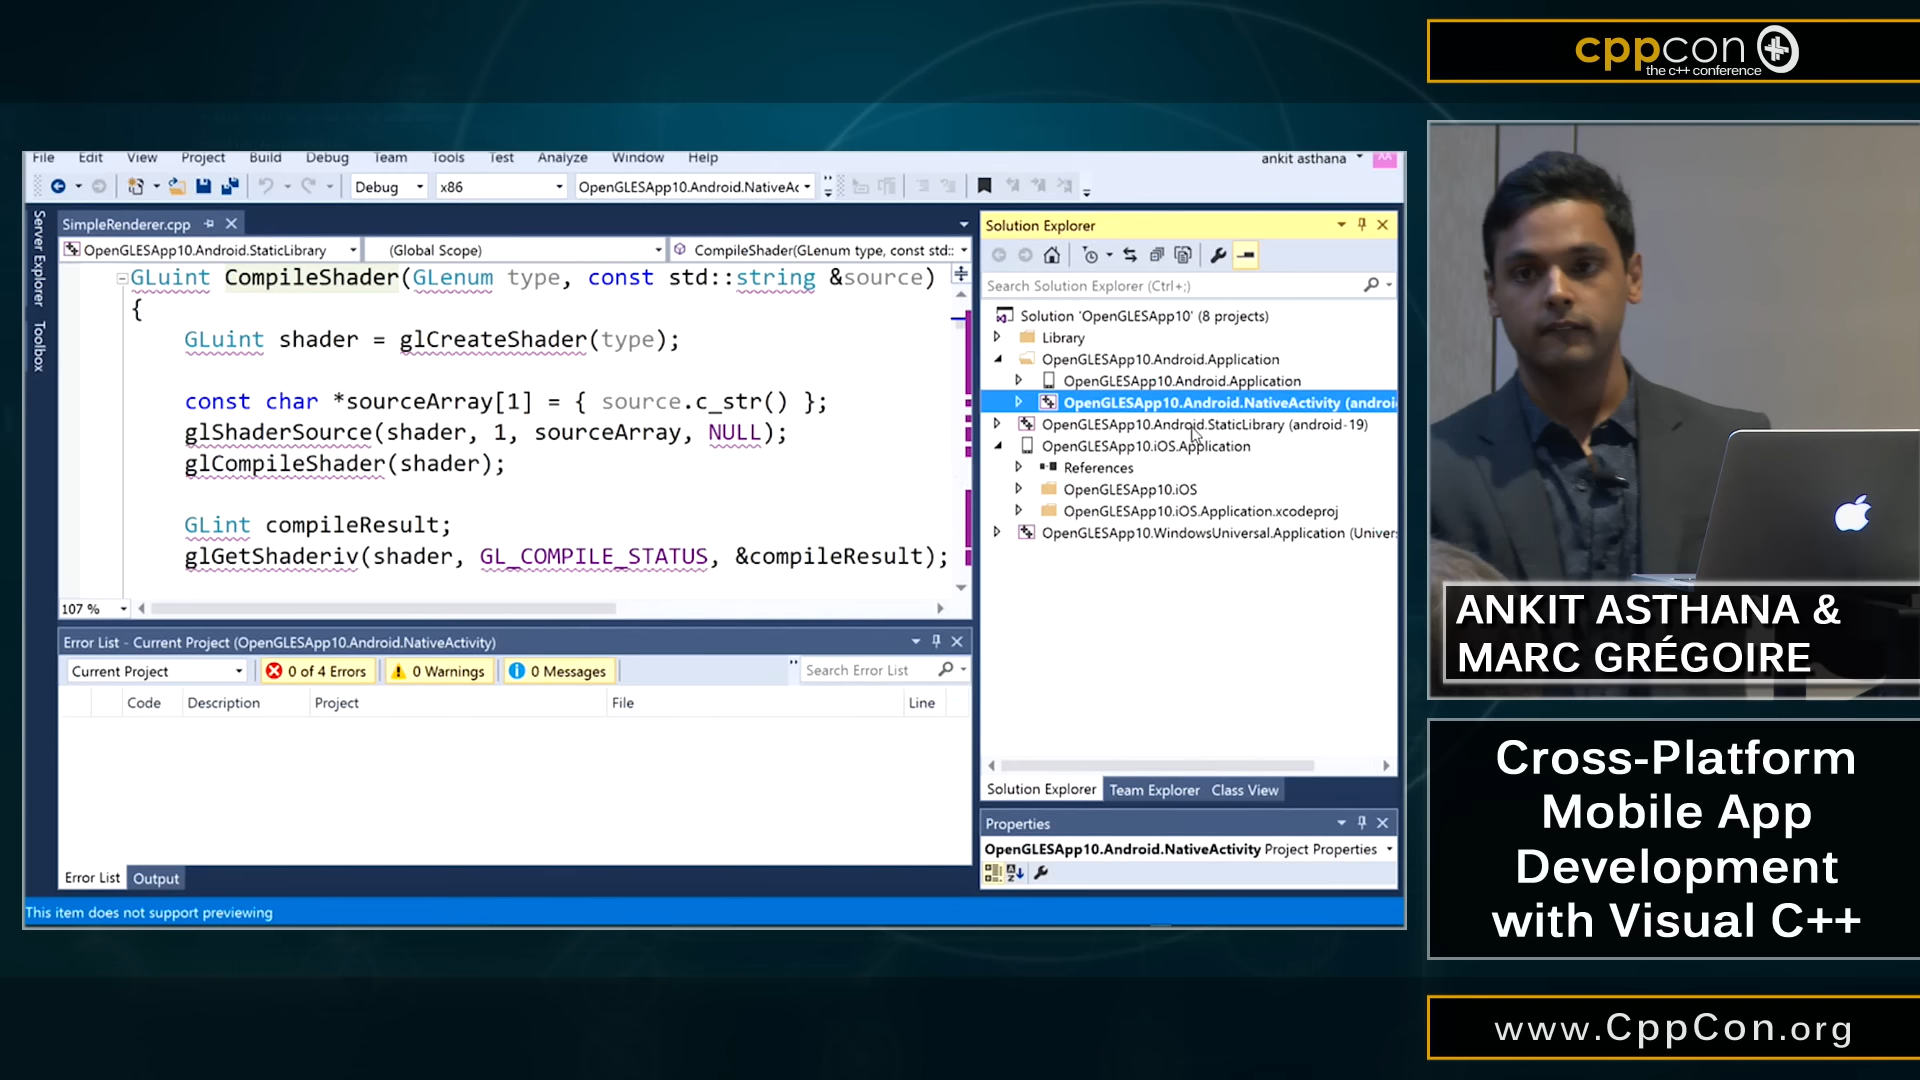 File Edit View Project Build Debug Team Tools Test Analyze Window Help ankit asthana AA
Debug x86 OpenGLESApp10.Android.NativeAc
Server Explorer
Toolbox
SimpleRenderer.cpp
OpenGLESApp10.Android.StaticLibrary (Global Scope) CompileShader(GLenum type, const std::
GLuint CompileShader(GLenum type, const std::string &source)
{
GLuint shader = glCreateShader(type);
const char *sourceArray[1] = { source.c_str() };
glShaderSource(shader, 1, sourceArray, NULL);
glCompileShader(shader);
GLint compileResult;
glGetShaderiv(shader, GL_COMPILE_STATUS, &compileResult);
107 %
Error List - Current Project (OpenGLESApp10.Android.NativeActivity)
Current Project 0 of 4 Errors 0 Warnings 0 Messages Search Error List
Code Description Project File Line
Error List Output
This item does not support previewing
Solution Explorer
Search Solution Explorer (Ctrl+;)
Solution 'OpenGLESApp10' (8 projects)
Library
OpenGLESApp10.Android.Application
OpenGLESApp10.Android.Application
OpenGLESApp10.Android.NativeActivity (androi
OpenGLESApp10.Android.StaticLibrary (android-19)
OpenGLESApp10.iOS.Application
References
OpenGLESApp10.iOS
OpenGLESApp10.iOS.Application.xcodeproj
OpenGLESApp10.WindowsUniversal.Application (Univer
Solution Explorer Team Explorer Class View
Properties
OpenGLESApp10.Android.NativeActivity Project Properties
cppcon
the c++ conference
ANKIT ASTHANA &
MARC GRÉGOIRE
Cross-Platform
Mobile App
Development
with Visual C++
www.CppCon.org